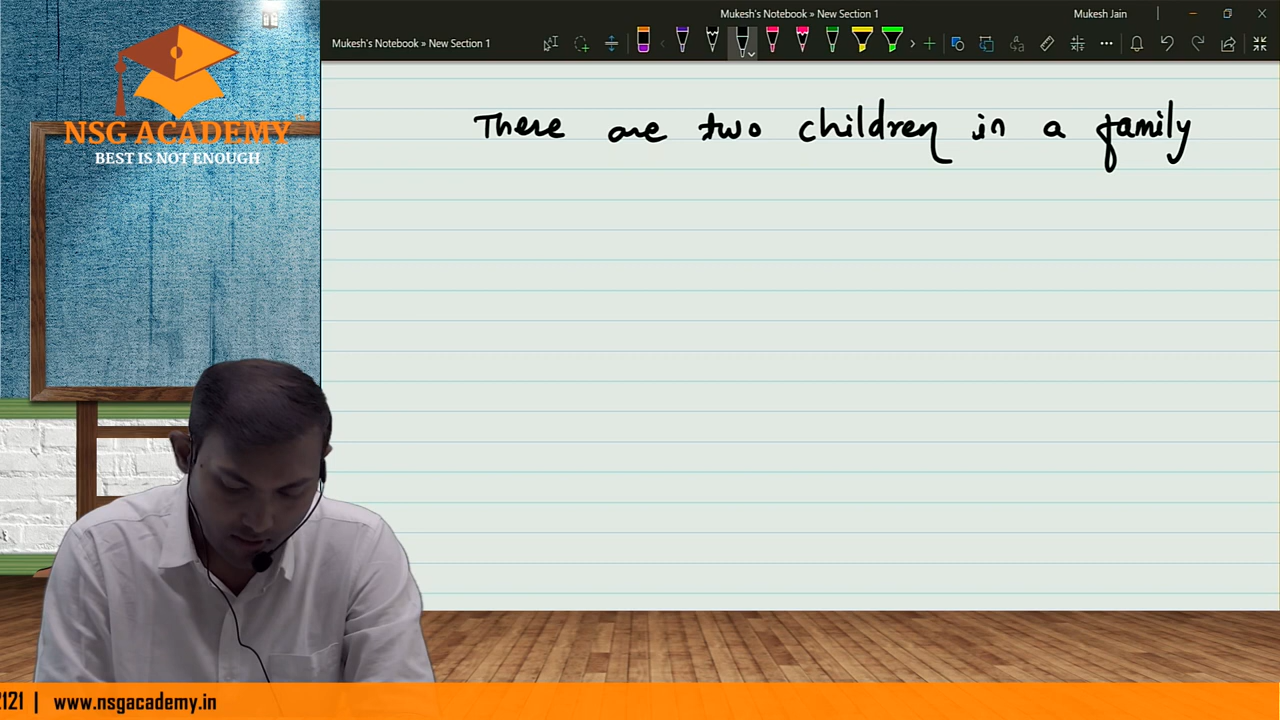 Mukesh's Notebook » New Section 1
Mukesh Jain
Mukesh's Notebook » New Section 1
NSG ACADEMY
BEST IS NOT ENOUGH
There are two children in a family
2121 | www.nsgacademy.in